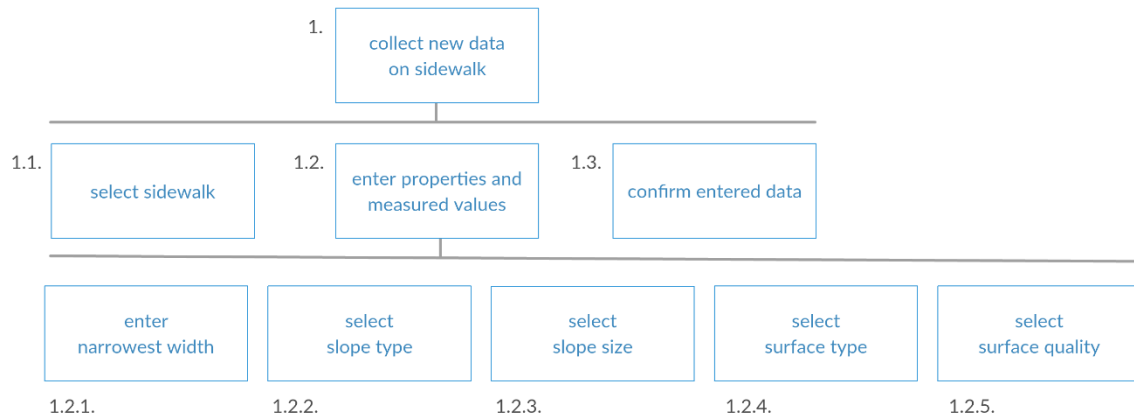 1.
collect new data
on sidewalk
1.1.
select sidewalk
1.2.
enter properties and
measured values
1.3.
confirm entered data
enter
narrowest width
select
slope type
select
slope size
select
surface type
select
surface quality
1.2.1.
1.2.2.
1.2.3.
1.2.4.
1.2.5.